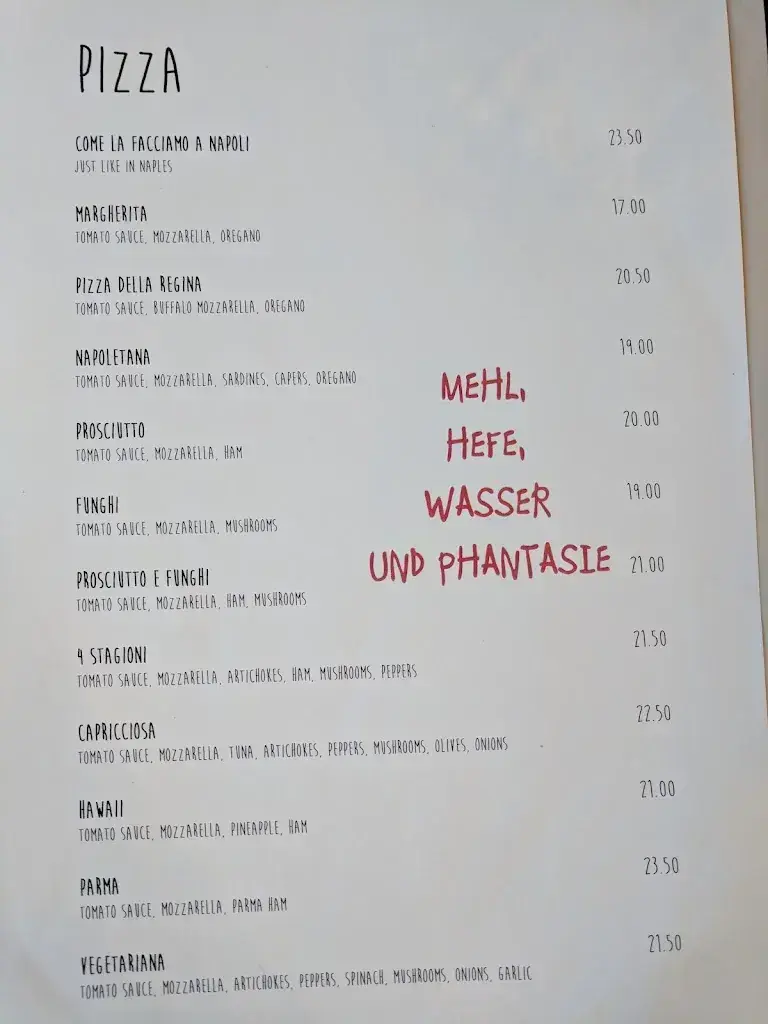 PIZZA
COME LA FACCIAMO A NAPOLI 23.50
JUST LIKE IN NAPLES
MARGHERITA 17.00
TOMATO SAUCE, MOZZARELLA, OREGANO
PIZZA DELLA REGINA 20.50
TOMATO SAUCE, BUFFALO MOZZARELLA, OREGANO
NAPOLETANA 19.00
TOMATO SAUCE, MOZZARELLA, SARDINES, CAPERS, OREGANO
PROSCIUTTO 20.00
TOMATO SAUCE, MOZZARELLA, HAM
FUNGHI 19.00
TOMATO SAUCE, MOZZARELLA, MUSHROOMS
PROSCIUTTO E FUNGHI 21.00
TOMATO SAUCE, MOZZARELLA, HAM, MUSHROOMS
4 STAGIONI 21.50
TOMATO SAUCE, MOZZARELLA, ARTICHOKES, HAM, MUSHROOMS, PEPPERS
CAPRICCIOSA 22.50
TOMATO SAUCE, MOZZARELLA, TUNA, ARTICHOKES, PEPPERS, MUSHROOMS, OLIVES, ONIONS
HAWAII 21.00
TOMATO SAUCE, MOZZARELLA, PINEAPPLE, HAM
PARMA 23.50
TOMATO SAUCE, MOZZARELLA, PARMA HAM
VEGETARIANA 21.50
TOMATO SAUCE, MOZZARELLA, ARTICHOKES, PEPPERS, SPINACH, MUSHROOMS, ONIONS, GARLIC
MEHL,
HEFE,
WASSER
UND PHANTASIE